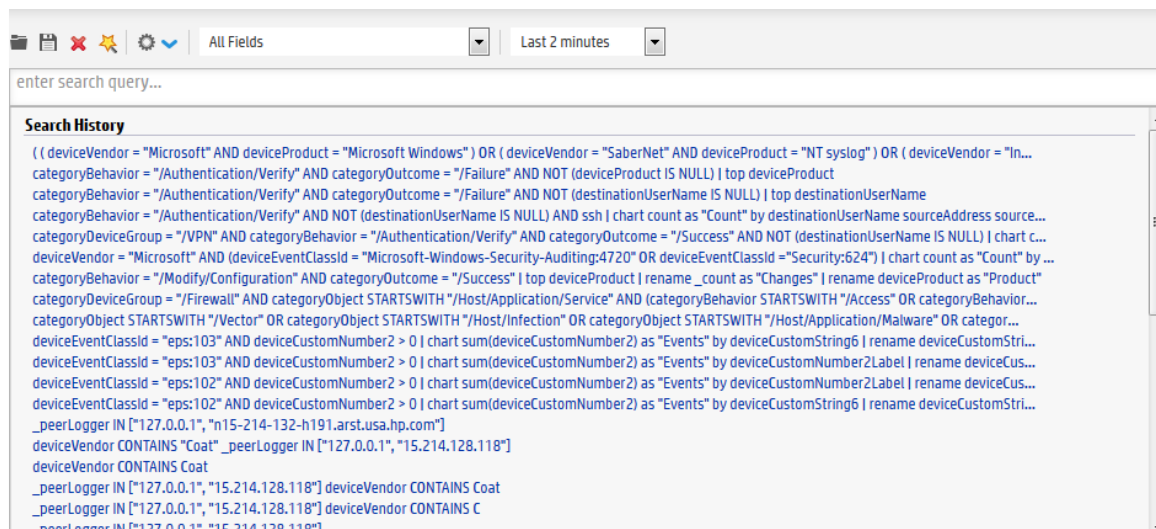 All Fields
Last 2 minutes
enter search query...
Search History
( ( deviceVendor = "Microsoft" AND deviceProduct = "Microsoft Windows" ) OR ( deviceVendor = "SaberNet" AND deviceProduct = "NT syslog" ) OR ( deviceVendor = "In...
categoryBehavior = "/Authentication/Verify" AND categoryOutcome = "/Failure" AND NOT (deviceProduct IS NULL) | top deviceProduct
categoryBehavior = "/Authentication/Verify" AND categoryOutcome = "/Failure" AND NOT (destinationUserName IS NULL) | top destinationUserName
categoryBehavior = "/Authentication/Verify" AND NOT (destinationUserName IS NULL) AND ssh | chart count as "Count" by destinationUserName sourceAddress source...
categoryDeviceGroup = "/VPN" AND categoryBehavior = "/Authentication/Verify" AND categoryOutcome = "/Success" AND NOT (destinationUserName IS NULL) | chart c...
deviceVendor = "Microsoft" AND (deviceEventClassId = "Microsoft-Windows-Security-Auditing:4720" OR deviceEventClassId ="Security:624") | chart count as "Count" by ...
categoryBehavior = "/Modify/Configuration" AND categoryOutcome = "/Success" | top deviceProduct | rename _count as "Changes" | rename deviceProduct as "Product"
categoryDeviceGroup = "/Firewall" AND categoryObject STARTSWITH "/Host/Application/Service" AND (categoryBehavior STARTSWITH "/Access" OR categoryBehavior...
categoryObject STARTSWITH "/Vector" OR categoryObject STARTSWITH "/Host/Infection" OR categoryObject STARTSWITH "/Host/Application/Malware" OR categor...
deviceEventClassId = "eps:103" AND deviceCustomNumber2 > 0 | chart sum(deviceCustomNumber2) as "Events" by deviceCustomString6 | rename deviceCustomStri...
deviceEventClassId = "eps:103" AND deviceCustomNumber2 > 0 | chart sum(deviceCustomNumber2) as "Events" by deviceCustomNumber2Label | rename deviceCus...
deviceEventClassId = "eps:102" AND deviceCustomNumber2 > 0 | chart sum(deviceCustomNumber2) as "Events" by deviceCustomNumber2Label | rename deviceCus...
deviceEventClassId = "eps:102" AND deviceCustomNumber2 > 0 | chart sum(deviceCustomNumber2) as "Events" by deviceCustomString6 | rename deviceCustomStri...
_peerLogger IN ["127.0.0.1", "n15-214-132-h191.arst.usa.hp.com"]
deviceVendor CONTAINS "Coat" _peerLogger IN ["127.0.0.1", "15.214.128.118"]
deviceVendor CONTAINS Coat
_peerLogger IN ["127.0.0.1", "15.214.128.118"] deviceVendor CONTAINS Coat
_peerLogger IN ["127.0.0.1", "15.214.128.118"] deviceVendor CONTAINS C
_peerLogger IN ["127.0.0.1", "15.214.128.118"]